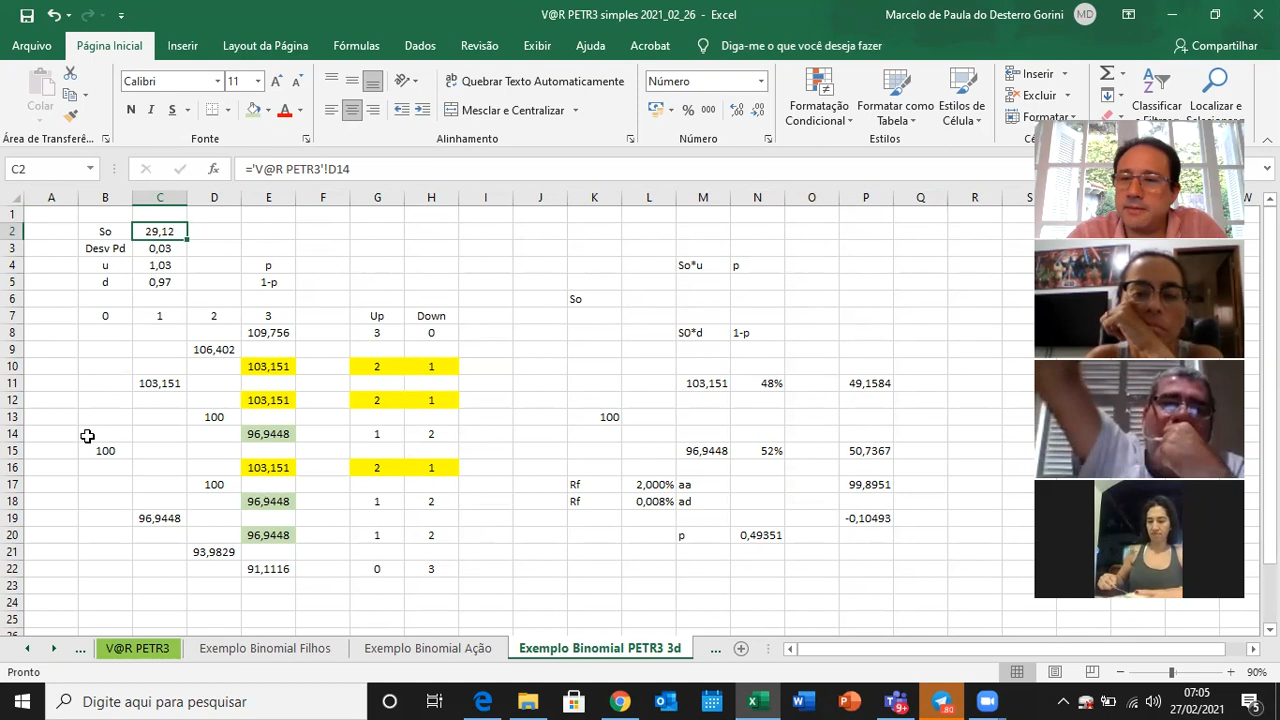 V@R PETR3 simples 2021_02_26 - Excel
Marcelo de Paula do Desterro Gorini MD
Arquivo Página Inicial Inserir Layout da Página Fórmulas Dados Revisão Exibir Ajuda Acrobat Diga-me o que você deseja fazer Compartilhar
Colar
Calibri 11
N I S
Quebrar Texto Automaticamente
Mesclar e Centralizar
Número
% 000
Formatação Condicional
Formatar como Tabela
Estilos de Célula
Inserir
Excluir
Formatar
Classificar
Localizar e
Área de Transferê... Fonte Alinhamento Número
C2 fx ='V@R PETR3'!D14
A B C D E F G H I J K L M N O P Q R S W
1
2 So 29,12
3 Desv Pd 0,03
4 u 1,03 p So*u p
5 d 0,97 1-p
6 So
7 0 1 2 3 Up Down
8 109,756 3 0 S0*d 1-p
9 106,402
10 103,151 2 1
11 103,151 103,151 48% 49,1584
12 103,151 2 1
13 100 100
14 96,9448 1 2
15 100 96,9448 52% 50,7367
16 103,151 2 1
17 100 Rf 2,000% aa 99,8951
18 96,9448 1 2 Rf 0,008% ad
19 96,9448 -0,10493
20 96,9448 1 2 p 0,49351
21 93,9829
22 91,1116 0 3
23
24
25
... V@R PETR3 Exemplo Binomial Filhos Exemplo Binomial Ação Exemplo Binomial PETR3 3d ...
Pronto 90%
Digite aqui para pesquisar
07:05
27/02/2021